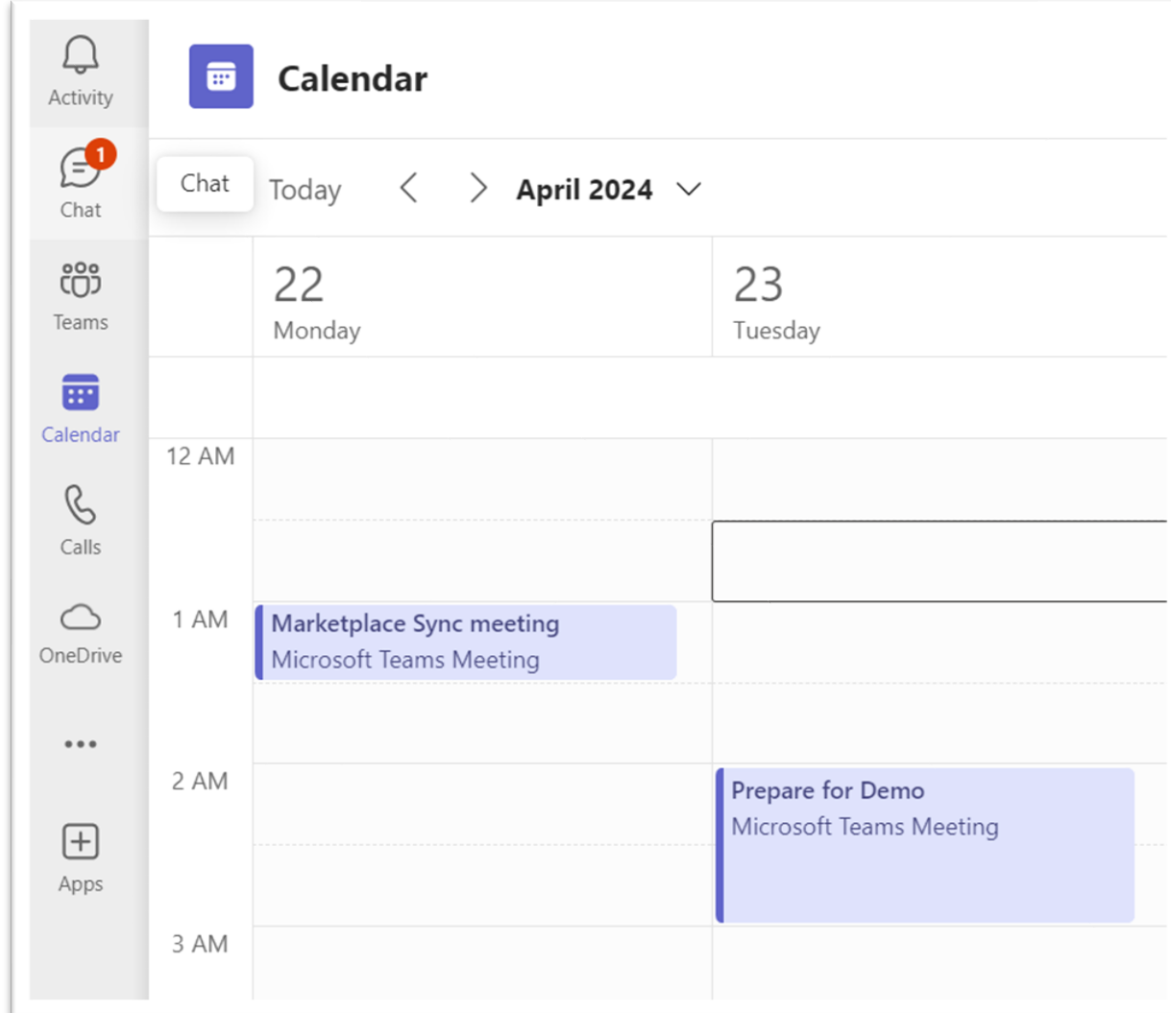 Activity
1
Chat
Teams
Calendar
Calls
OneDrive
Apps
Calendar
Chat
Today
April 2024
22
Monday
23
Tuesday
12 AM
1 AM
Marketplace Sync meeting
Microsoft Teams Meeting
2 AM
Prepare for Demo
Microsoft Teams Meeting
3 AM